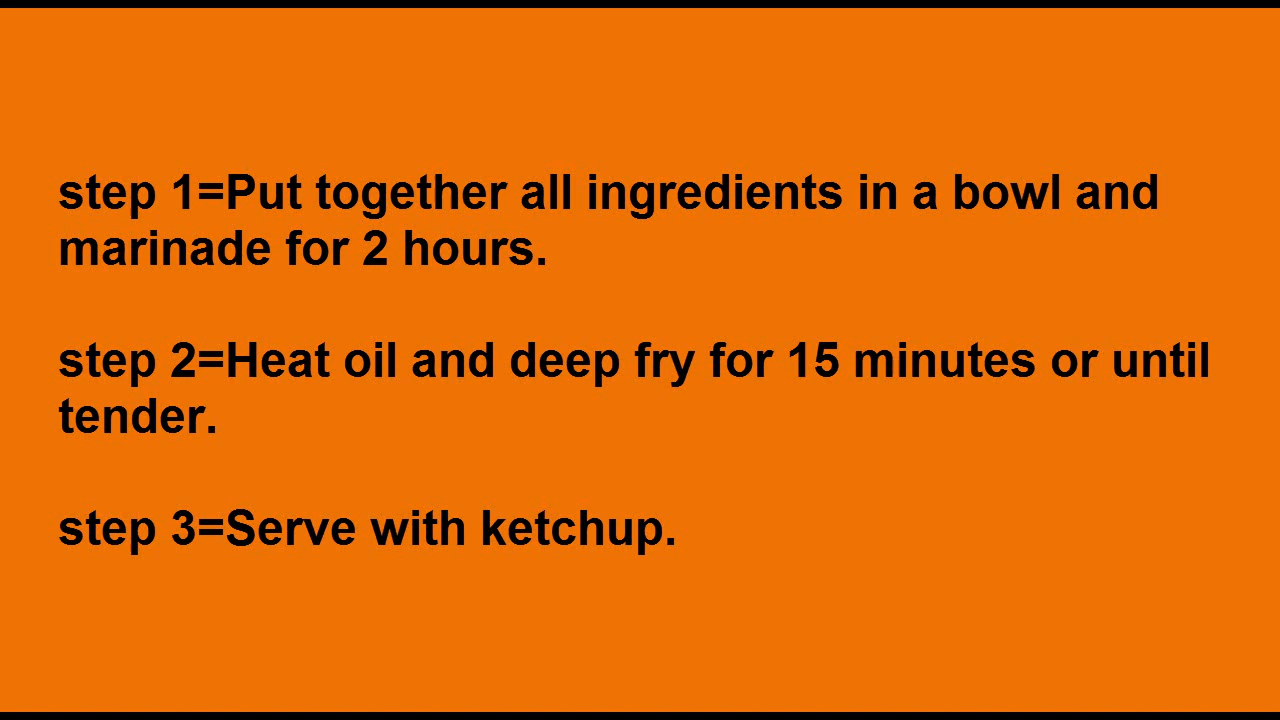 step 1=Put together all ingredients in a bowl and
marinade for 2 hours.
step 2=Heat oil and deep fry for 15 minutes or until
tender.
step 3=Serve with ketchup.